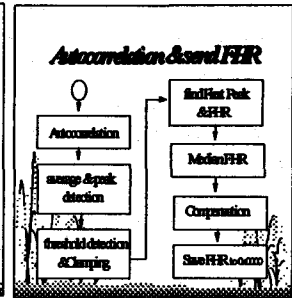 Autocorrelation & send FHR
Autocorrelation
average & peak
detection
threshold detection
& Clamping
find First Peak
& FHR
Median FHR
Compensation
Save FHR to